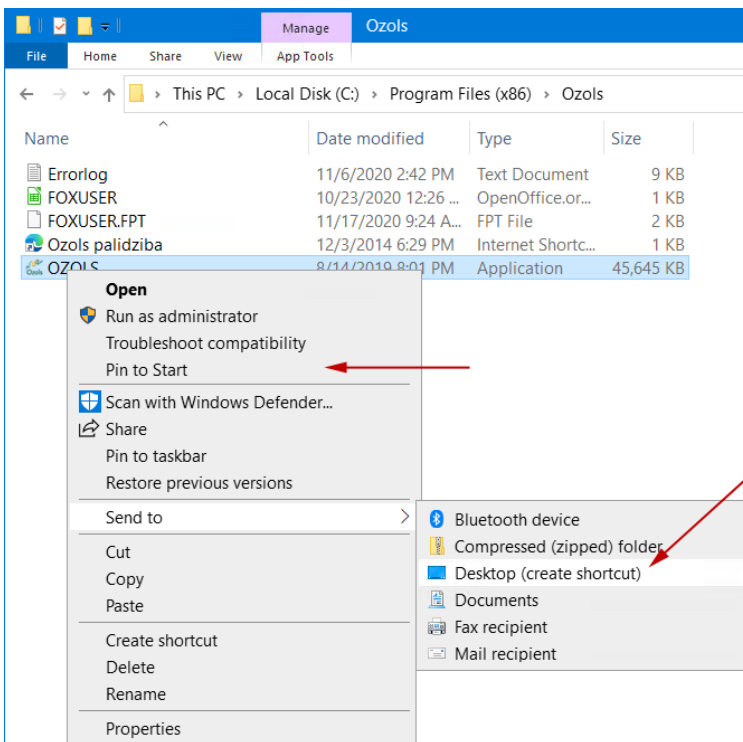 Manage Ozols
File Home Share View App Tools
This PC › Local Disk (C:) › Program Files (x86) › Ozols
Name Date modified Type Size
Errorlog 11/6/2020 2:42 PM Text Document 9 KB
FOXUSER 10/23/2020 12:26 ... OpenOffice.or... 1 KB
FOXUSER.FPT 11/17/2020 9:24 A... FPT File 2 KB
Ozols palidziba 12/3/2014 6:29 PM Internet Shortc... 1 KB
OZOLS 8/14/2019 8:01 PM Application 45,645 KB
Open
Run as administrator
Troubleshoot compatibility
Pin to Start
Scan with Windows Defender...
Share
Pin to taskbar
Restore previous versions
Send to
Cut
Copy
Paste
Create shortcut
Delete
Rename
Properties
Bluetooth device
Compressed (zipped) folder
Desktop (create shortcut)
Documents
Fax recipient
Mail recipient